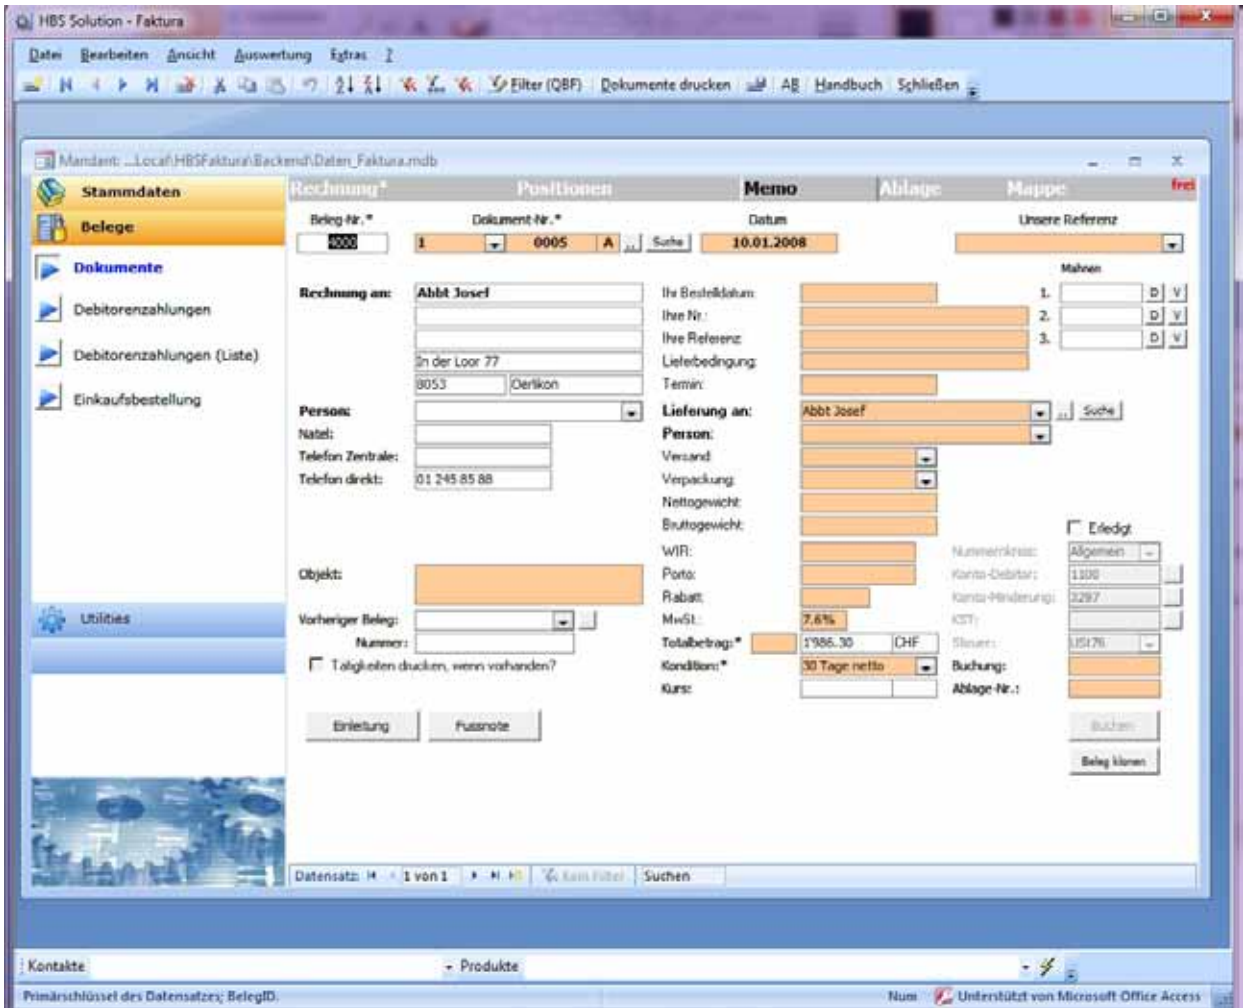 HBS Solution - Faktura
Datei Bearbeiten Ansicht Auswertung Extras ?
Filter (QBF) Dokumente drucken AB Handbuch Schließen
Mandant: ...Local\HBSFaktura\Backend\Daten_Faktura.mdb
Stammdaten
Belege
Dokumente
Debitorenzahlungen
Debitorenzahlungen (Liste)
Einkaufsbestellung
Utilities
Rechnung* Positionen Memo Ablage Mappe frei
Beleg-Nr.* Dokument-Nr.* Datum Unsere Referenz
4000 1 0005 A .. Suche 10.01.2008
Mahnen
Rechnung an: Abbt Josef Ihr Bestelldatum: 1. D V
Ihre Nr.: 2. D V
Ihre Referenz: 3. D V
In der Loor 77 Lieferbedingung:
8053 Oerlikon Termin:
Person: Lieferung an: Abbt Josef .. Suche
Natel: Person:
Telefon Zentrale: Versand:
Telefon direkt: 01 245 85 88 Verpackung:
Nettogewicht:
Bruttogewicht: Erledigt
WIR: Nummernkreis: Allgemein
Objekt: Porto: Konto-Debitor: 1100
Rabatt: Konto-Minderung: 3297
Vorheriger Beleg: MwSt.: 7.6% KST:
Nummer: Totalbetrag:* 1'986.30 CHF Steuer: USt76
Tätigkeiten drucken, wenn vorhanden? Kondition:* 30 Tage netto Buchung:
Kurs: Ablage-Nr.:
Einleitung Fussnote Buchen
Beleg klonen
Datensatz: 1 von 1 Kein Filter Suchen
Kontakte Produkte
Primärschlüssel des Datensatzes; BelegID. Num Unterstützt von Microsoft Office Access